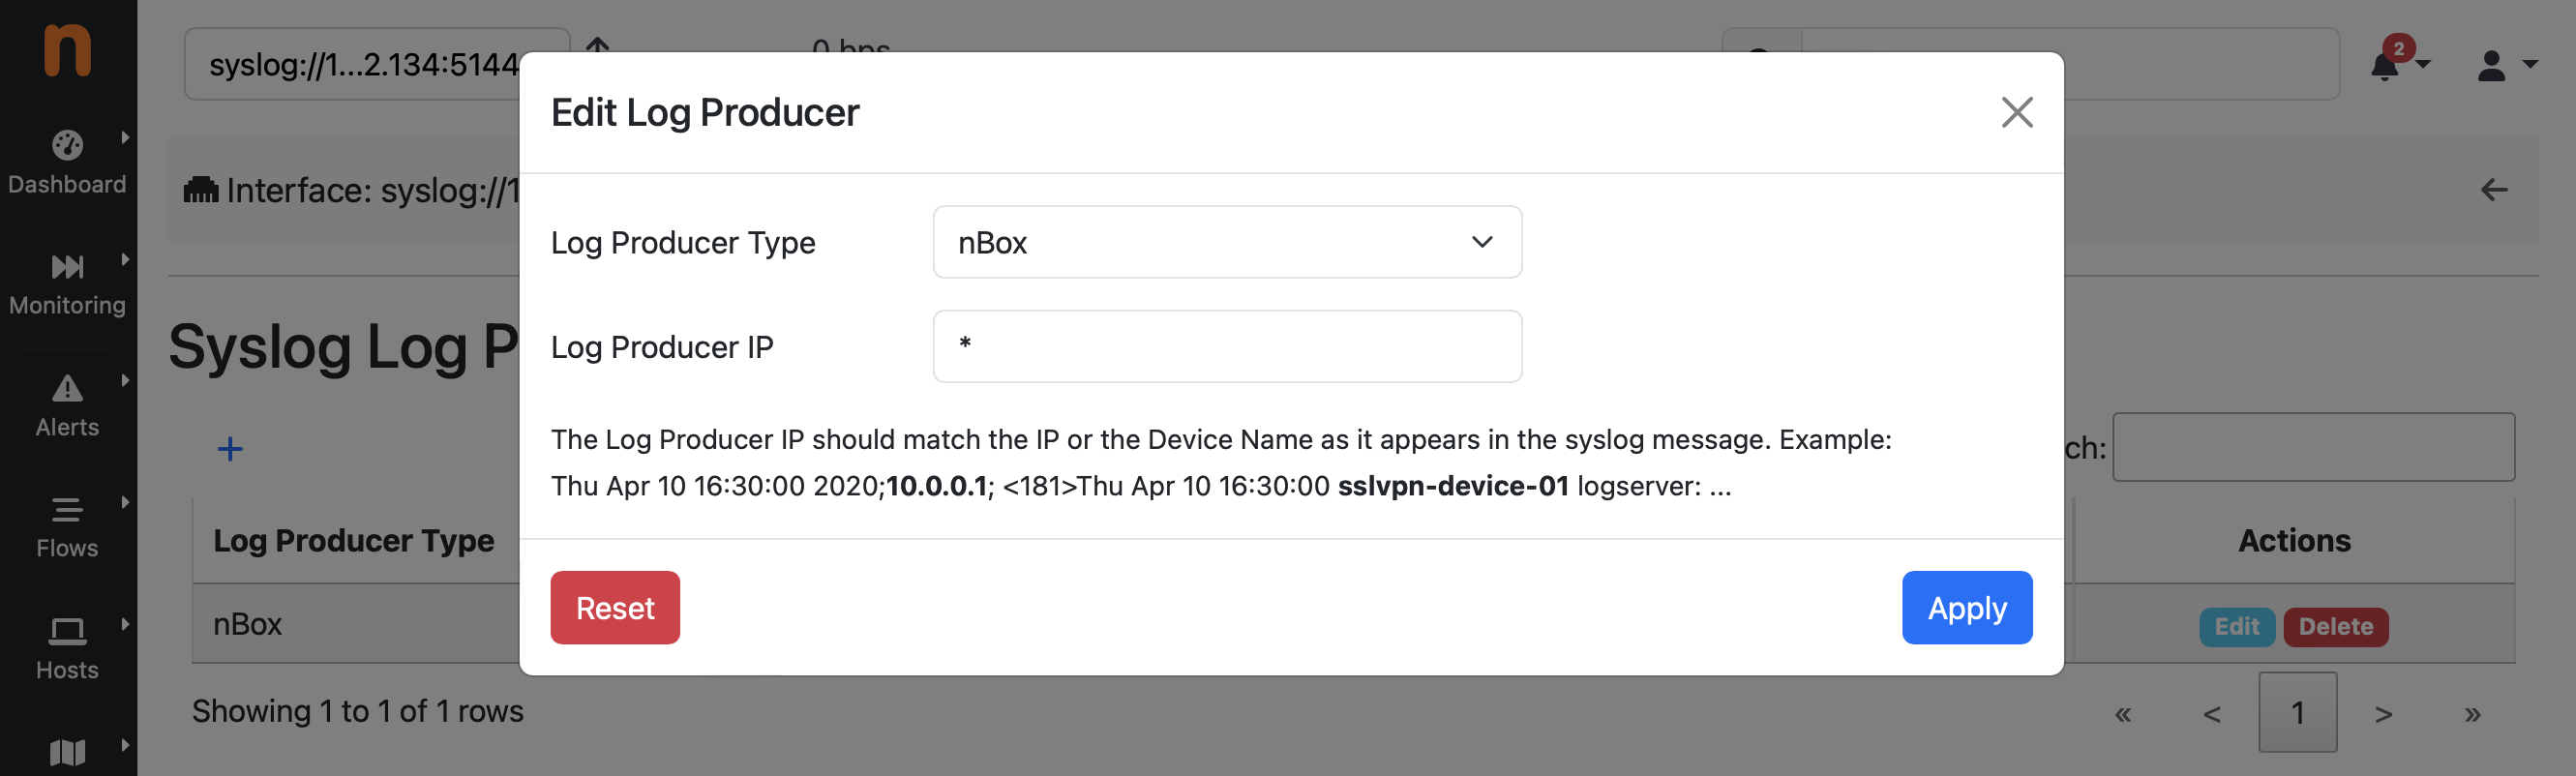 n
syslog://1...2.134:5144
2
Dashboard
Interface: syslog://1
Monitoring
Syslog Log P
Alerts
Flows
Hosts
Edit Log Producer
Log Producer Type
nBox
Log Producer IP
*
The Log Producer IP should match the IP or the Device Name as it appears in the syslog message. Example:
Thu Apr 10 16:30:00 2020;10.0.0.1; <181>Thu Apr 10 16:30:00 sslvpn-device-01 logserver: ...
Reset
Apply
ch:
Log Producer Type
Actions
nBox
Edit
Delete
Showing 1 to 1 of 1 rows
« < 1 > »